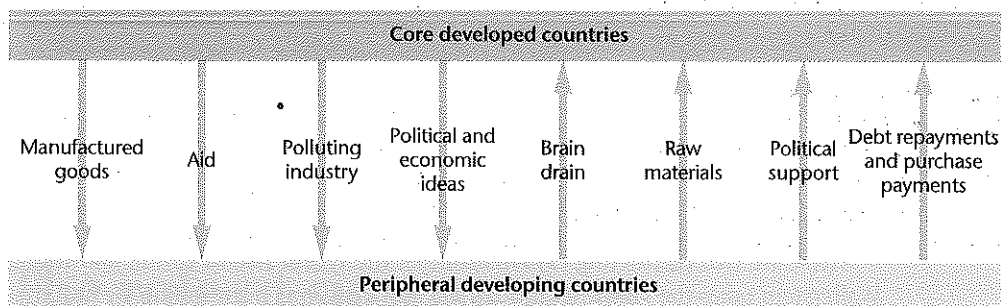 Core developed countries
Manufactured
goods
Aid
Polluting
industry
Political and
economic
ideas
Brain
drain
Raw
materials
Political
support
Debt repayments
and purchase
payments
Peripheral developing countries